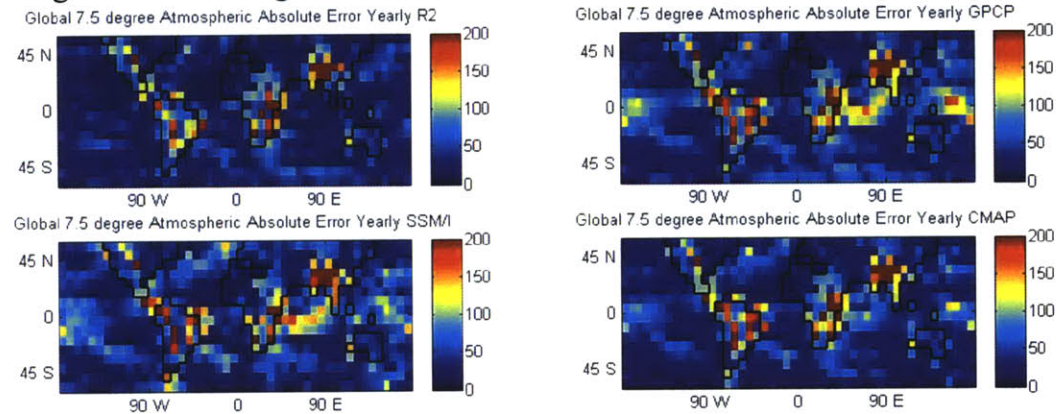 Global 7.5 degree Atmospheric Absolute Error Yearly R2
200
150
100
50
0
45 N
0
45 S
90 W 0 90 E
Global 7.5 degree Atmospheric Absolute Error Yearly GPCP
200
150
100
50
0
45 N
0
45 S
90 W 0 90 E
Global 7.5 degree Atmospheric Absolute Error Yearly SSM/I
200
150
100
50
0
45 N
0
45 S
90 W 0 90 E
Global 7.5 degree Atmospheric Absolute Error Yearly CMAP
200
150
100
50
0
45 N
0
45 S
90 W 0 90 E